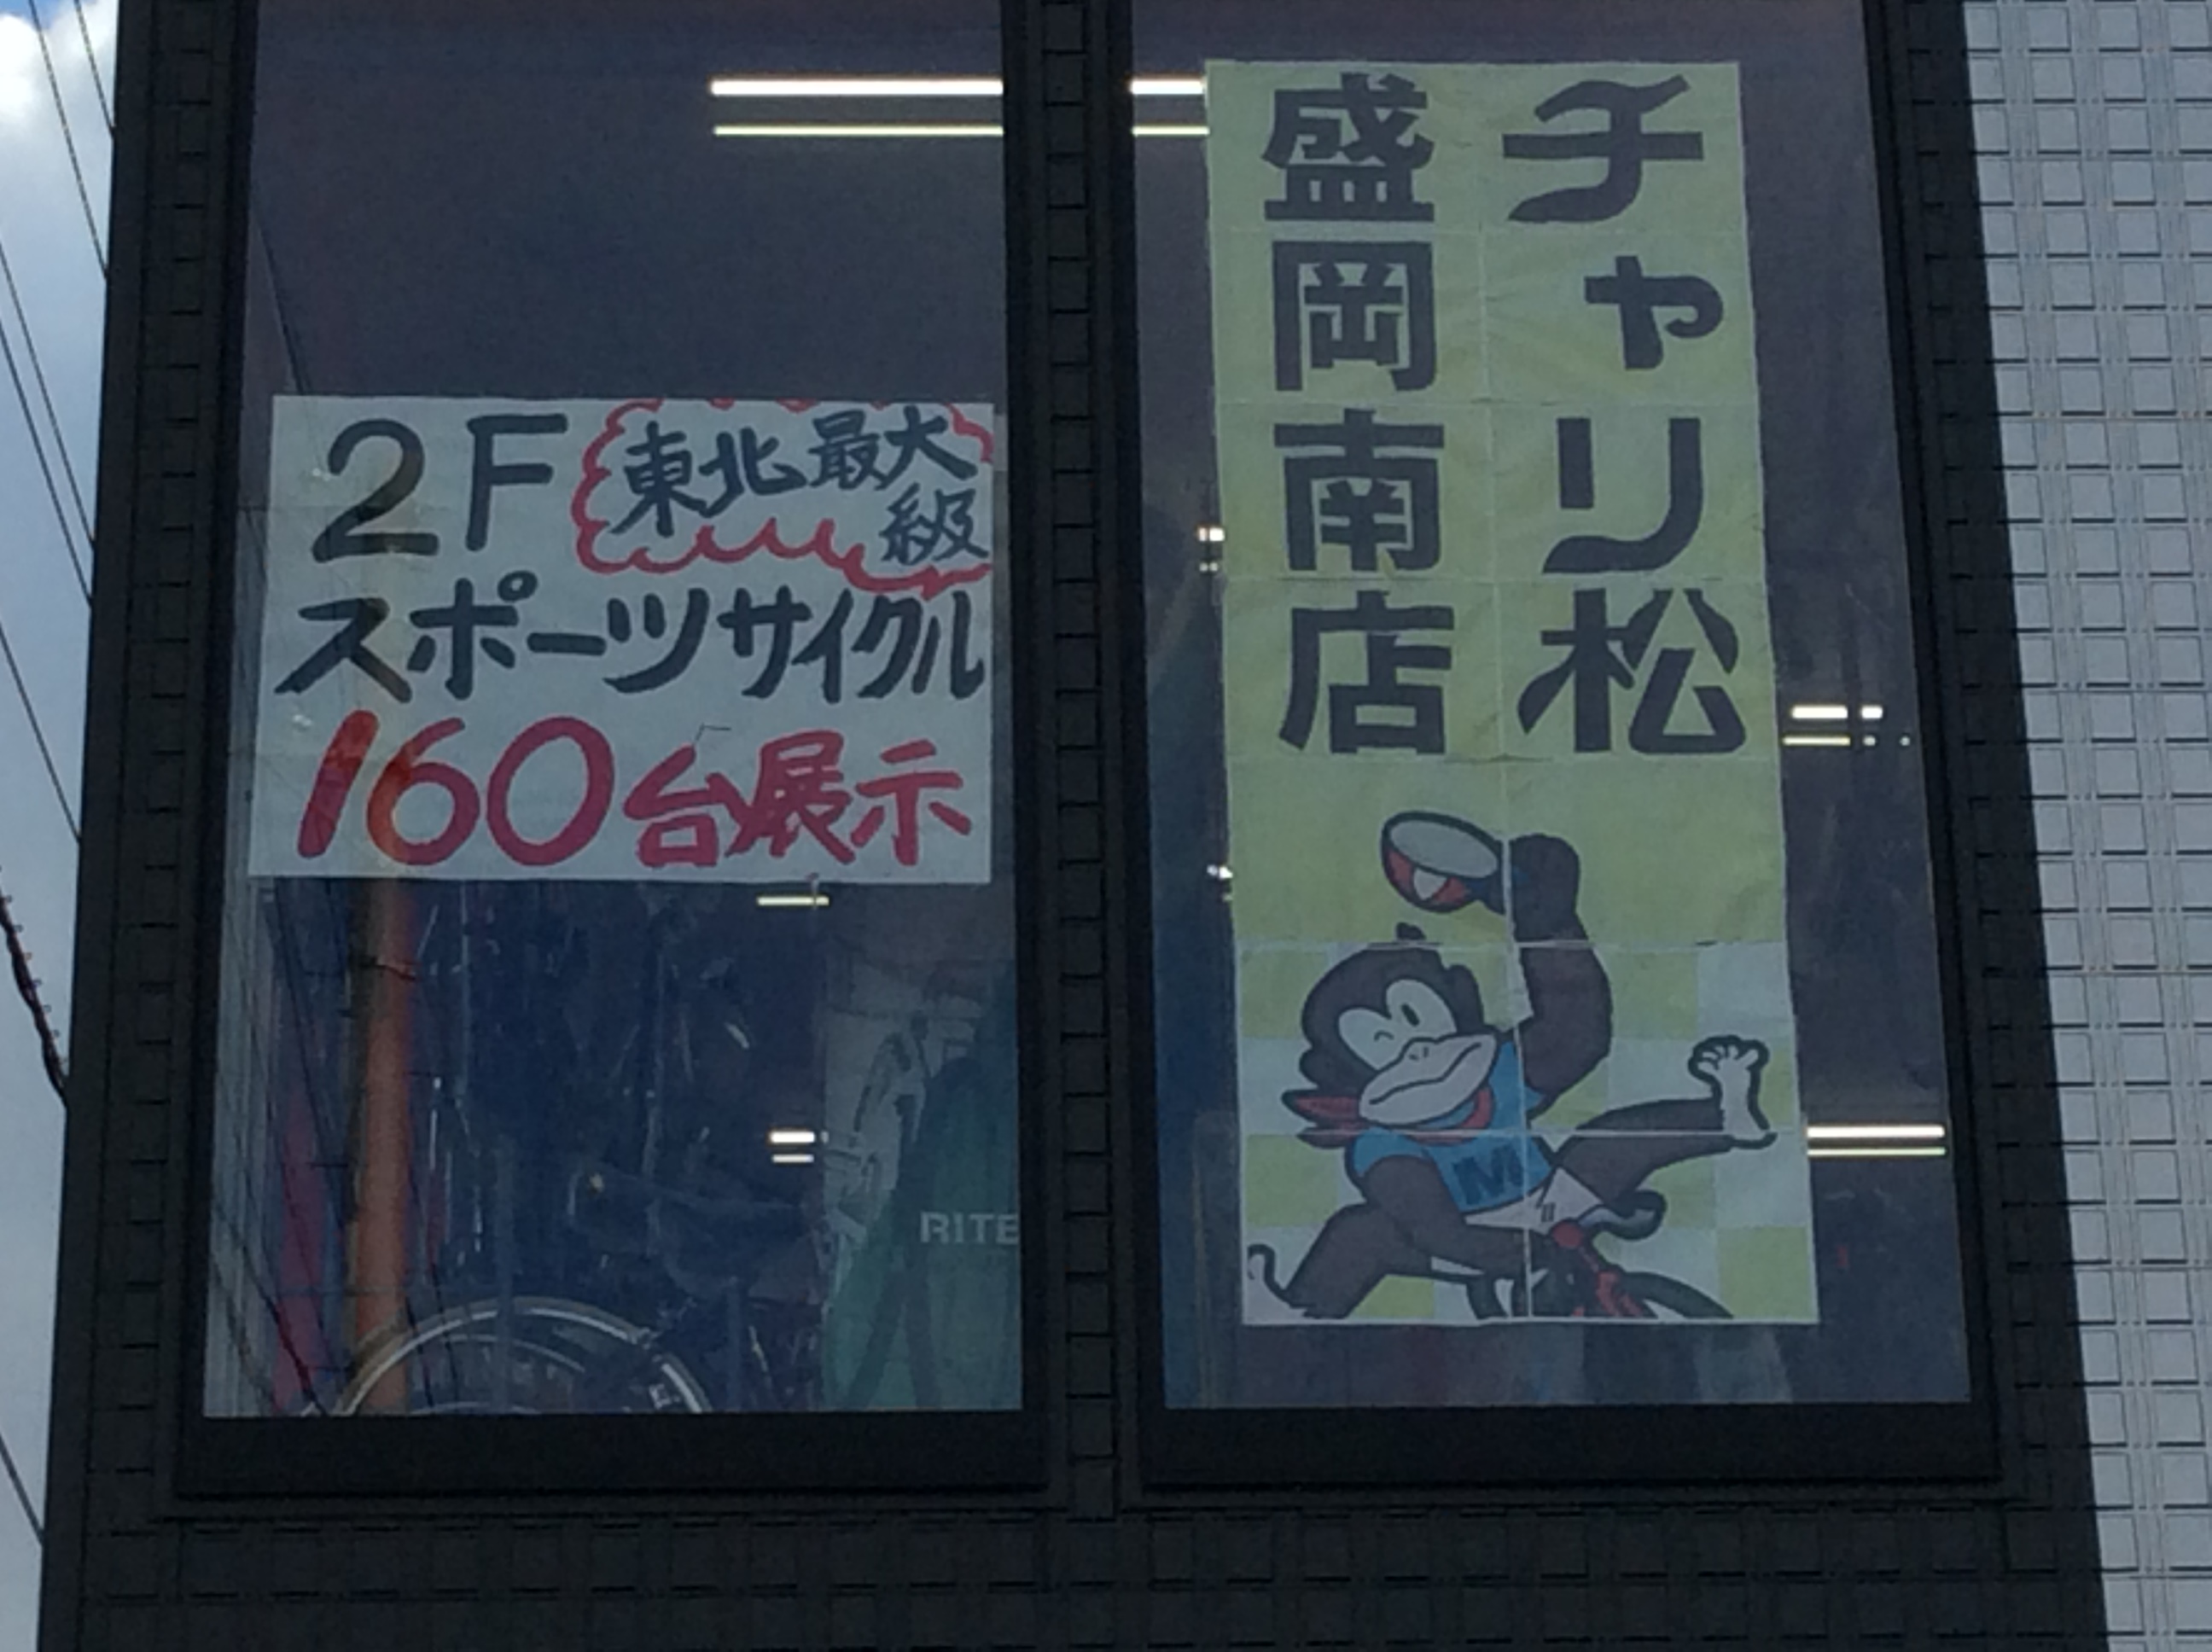 2F 東北最大
級
スポーツサイクル
160台展示
チャリ松
盛岡南店
M
RITE